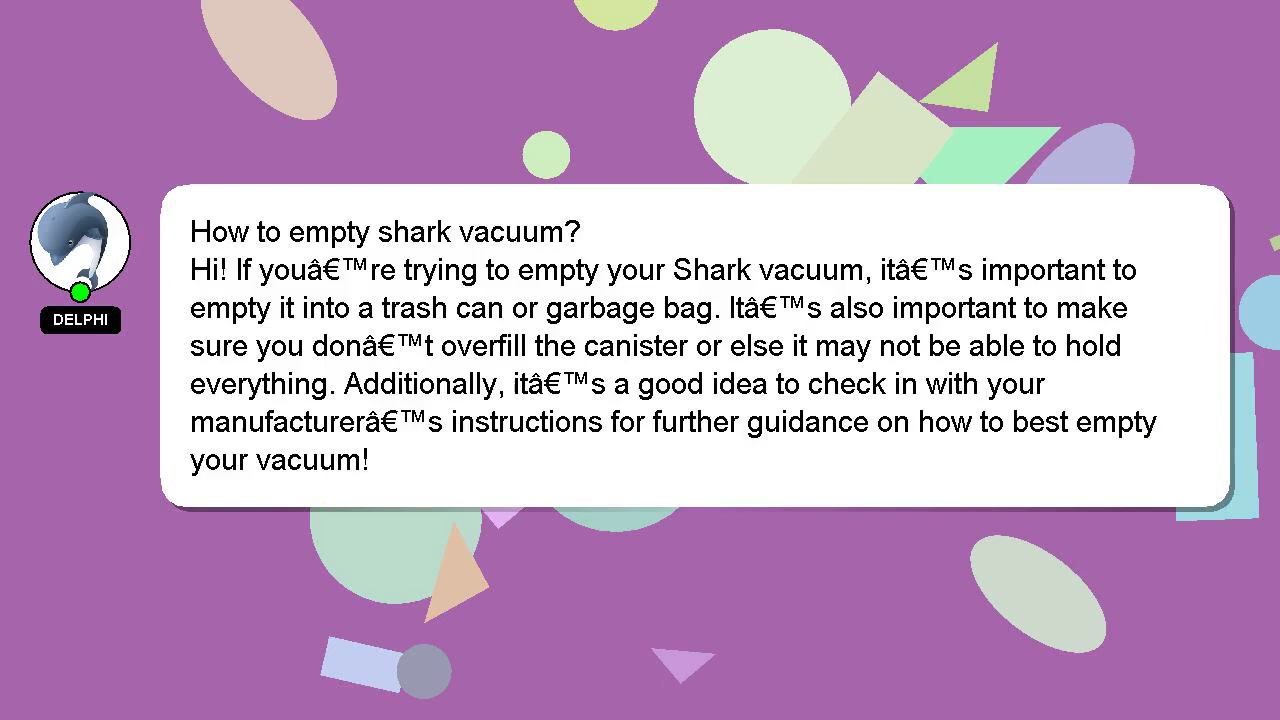 How to empty shark vacuum?
Hi! If youâ€™re trying to empty your Shark vacuum, itâ€™s important to
empty it into a trash can or garbage bag. Itâ€™s also important to make
sure you donâ€™t overfill the canister or else it may not be able to hold
everything. Additionally, itâ€™s a good idea to check in with your
manufacturerâ€™s instructions for further guidance on how to best empty
your vacuum!
DELPHI